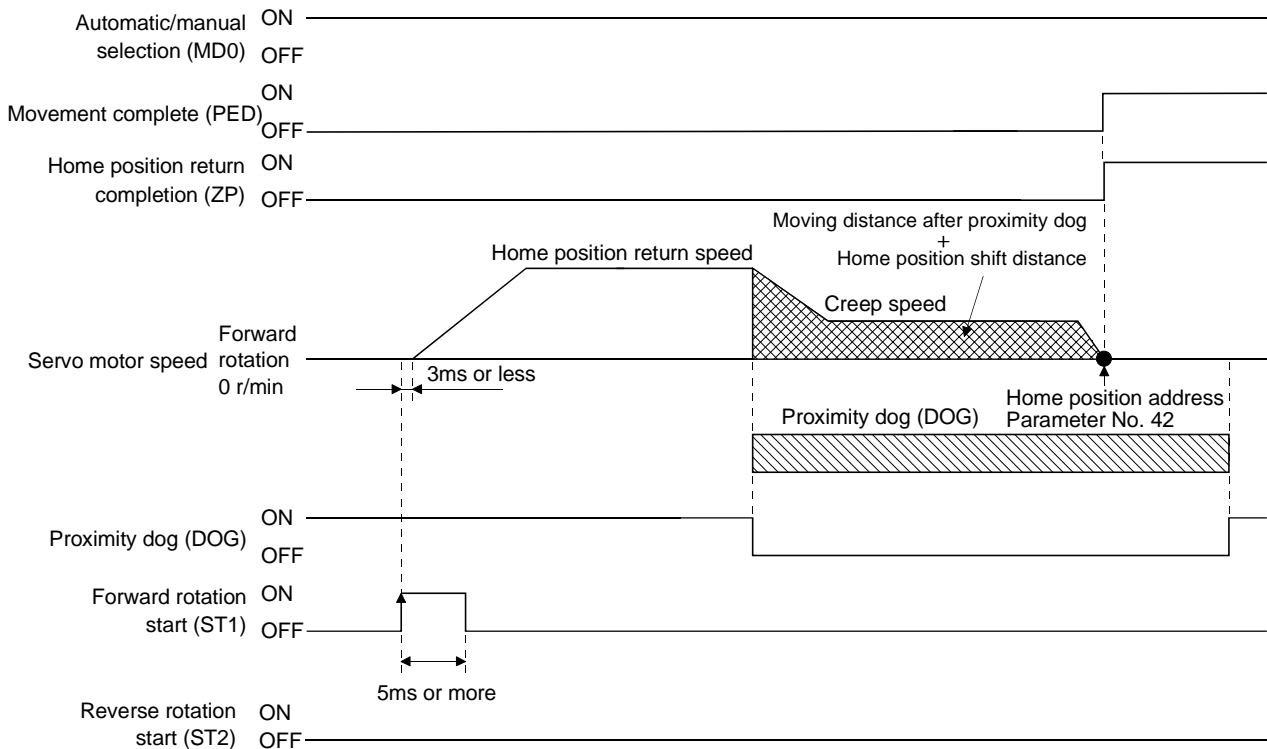 Automatic/manual
selection (MD0)
ON
OFF
Movement complete (PED)
ON
OFF
Home position return
completion (ZP)
ON
OFF
Moving distance after proximity dog
+
Home position shift distance
Home position return speed
Creep speed
Servo motor speed
Forward
rotation
0 r/min
3ms or less
Home position address
Parameter No. 42
Proximity dog (DOG)
Proximity dog (DOG)
ON
OFF
Forward rotation
start (ST1)
ON
OFF
5ms or more
Reverse rotation
start (ST2)
ON
OFF